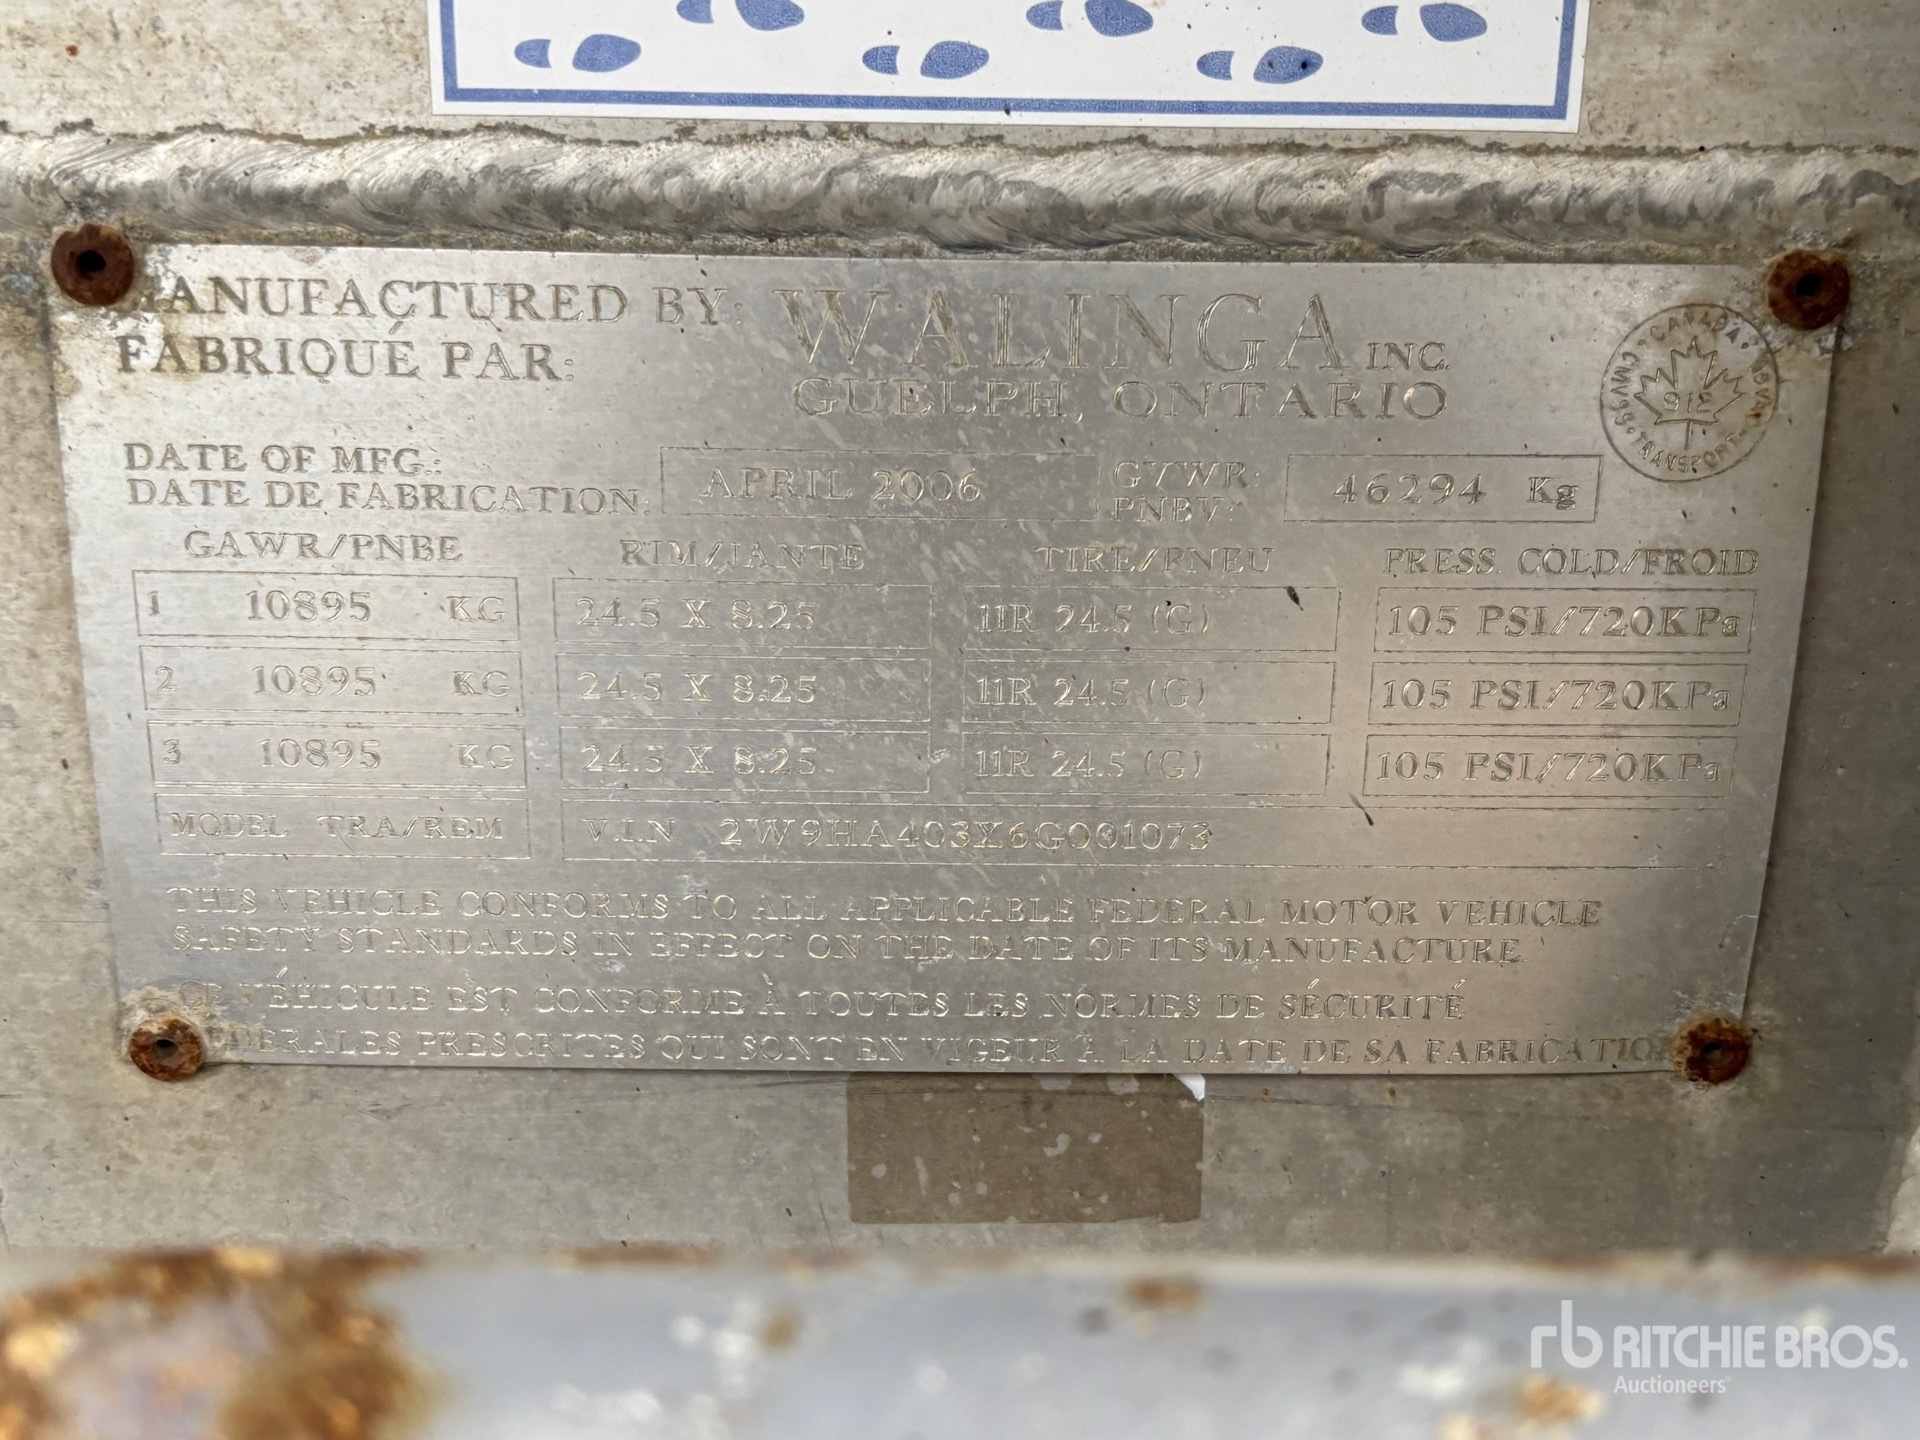 MANUFACTURED BY: WALINGA INC.
FABRIQUÉ PAR:
GUELPH, ONTARIO
CANADA
912
TRANSPORT
DATE OF MFG.:
DATE DE FABRICATION: APRIL 2006 GVWR: 46294 Kg
PNBV:
GAWR/PNBE RIM/JANTE TIRE/PNEU PRESS. COLD/FROID
1 10895 KG 24.5 X 8.25 11R 24.5 (G) 105 PSI/720KPa
2 10895 KG 24.5 X 8.25 11R 24.5 (G) 105 PSI/720KPa
3 10895 KG 24.5 X 8.25 11R 24.5 (G) 105 PSI/720KPa
MODEL TRA/REM V.I.N 2W9HA403X6G001073
THIS VEHICLE CONFORMS TO ALL APPLICABLE FEDERAL MOTOR VEHICLE
SAFETY STANDARDS IN EFFECT ON THE DATE OF ITS MANUFACTURE.
CE VÉHICULE EST CONFORME À TOUTES LES NORMES DE SÉCURITÉ
FÉDERALES PRESCRITES QUI SONT EN VIGEUR À LA DATE DE SA FABRICATION
rb RITCHIE BROS.
Auctioneers